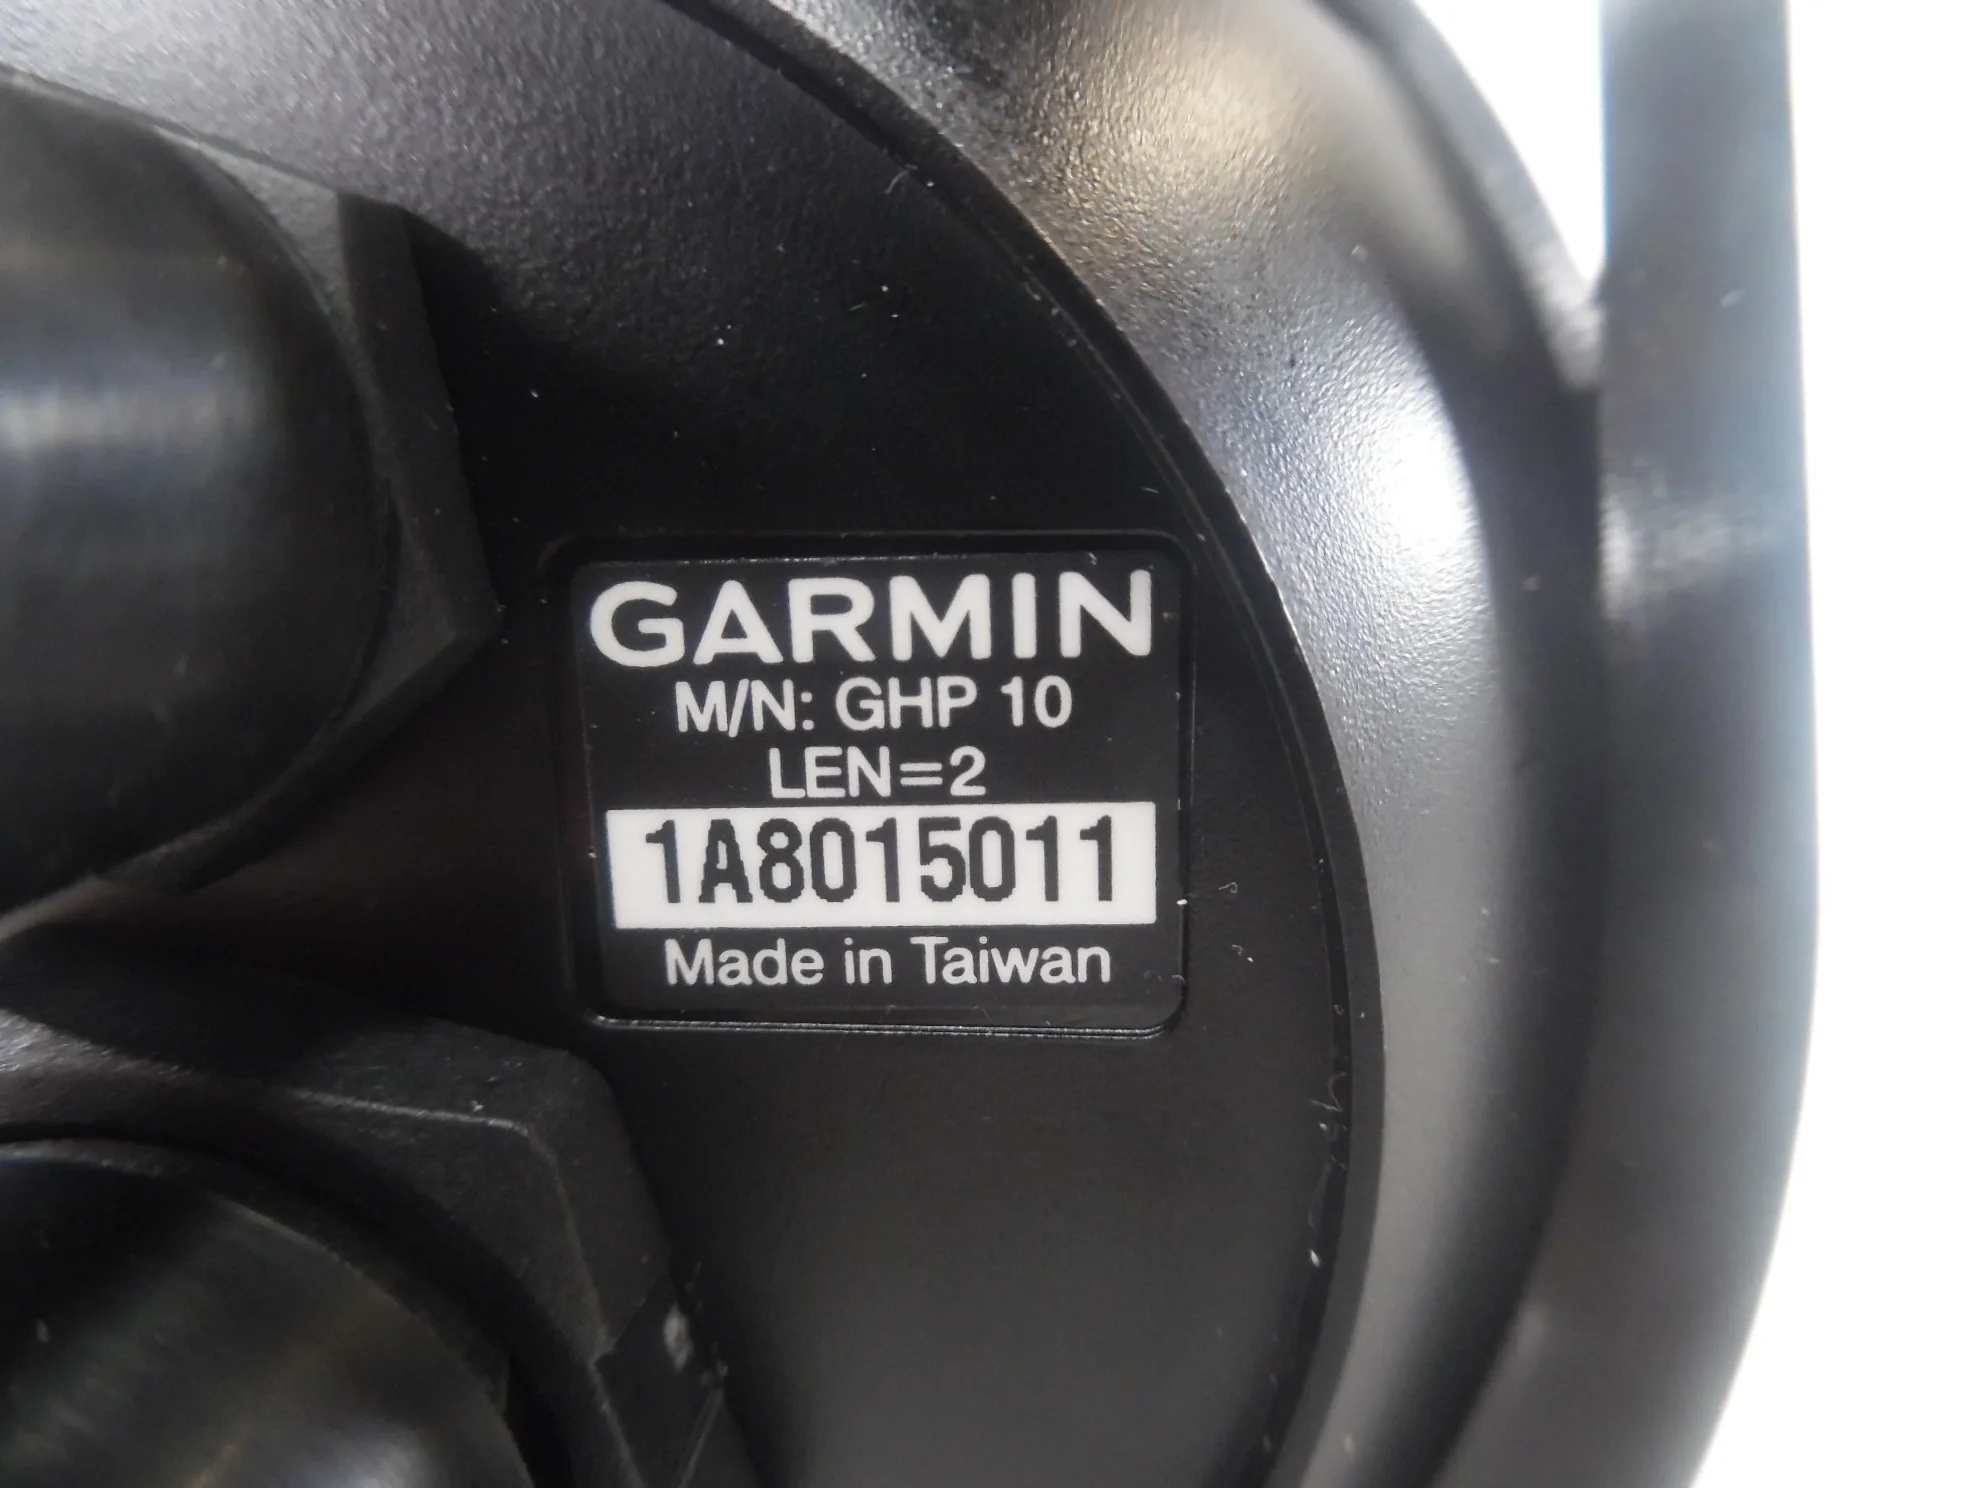 GARMIN
M/N: GHP 10
LEN=2
1A8015011
Made in Taiwan